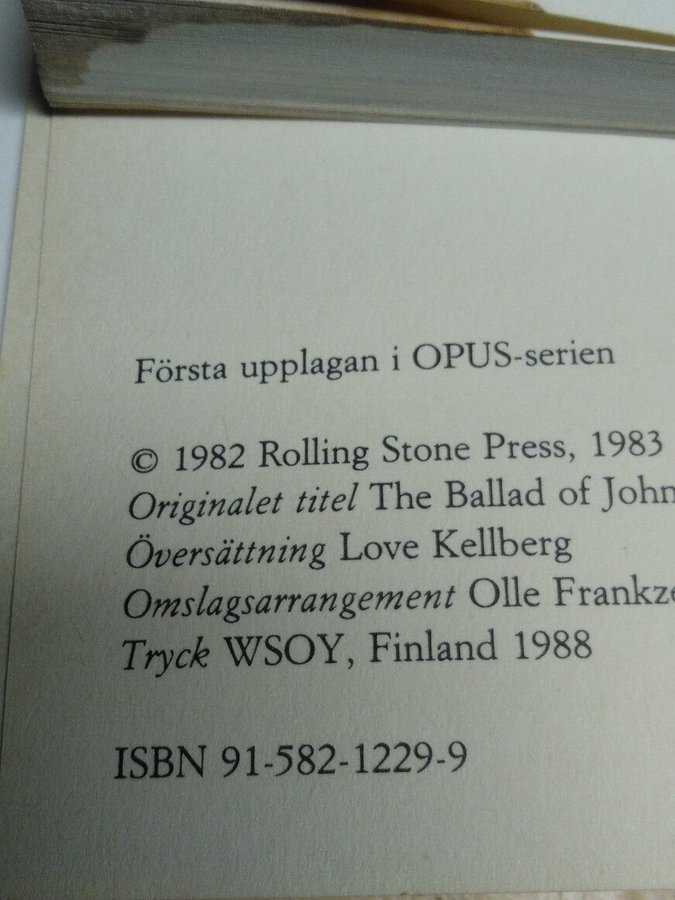 Första upplagan i OPUS-serien
© 1982 Rolling Stone Press, 1983
Originalet titel The Ballad of John
Översättning Love Kellberg
Omslagsarrangement Olle
Tryck WSOY, Finland 1988
ISBN 91-582-1229-9